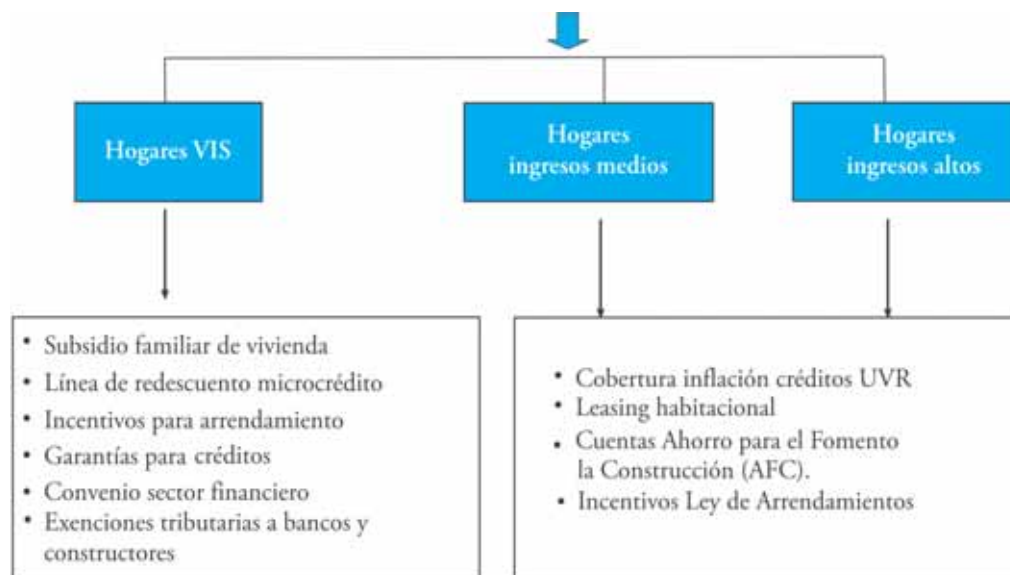 Hogares VIS
Hogares
ingresos medios
Hogares
ingresos altos
• Subsidio familiar de vivienda
• Línea de redescuento microcrédito
• Incentivos para arrendamiento
• Garantías para créditos
• Convenio sector financiero
• Exenciones tributarias a bancos y
constructores
• Cobertura inflación créditos UVR
• Leasing habitacional
• Cuentas Ahorro para el Fomento
la Construcción (AFC).
• Incentivos Ley de Arrendamientos